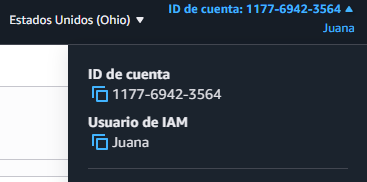 Estados Unidos (Ohio) ▼
ID de cuenta: 1177-6942-3564 ▲
Juana
ID de cuenta
1177-6942-3564
Usuario de IAM
Juana